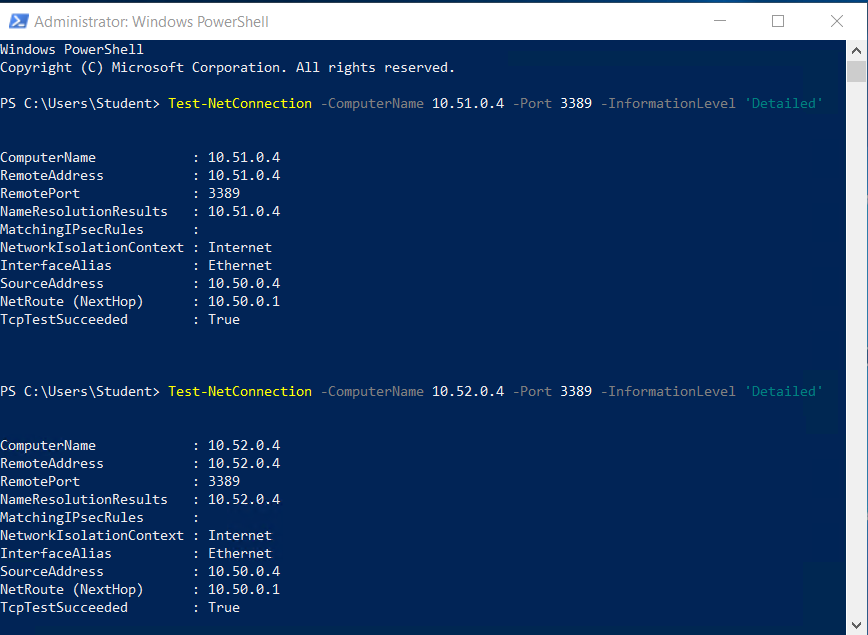 Administrator: Windows PowerShell
Windows PowerShell
Copyright (C) Microsoft Corporation. All rights reserved.
PS C:\Users\Student> Test-NetConnection -ComputerName 10.51.0.4 -Port 3389 -InformationLevel 'Detailed'
ComputerName            : 10.51.0.4
RemoteAddress           : 10.51.0.4
RemotePort              : 3389
NameResolutionResults   : 10.51.0.4
MatchingIPsecRules      :
NetworkIsolationContext : Internet
InterfaceAlias          : Ethernet
SourceAddress           : 10.50.0.4
NetRoute (NextHop)      : 10.50.0.1
TcpTestSucceeded        : True
PS C:\Users\Student> Test-NetConnection -ComputerName 10.52.0.4 -Port 3389 -InformationLevel 'Detailed'
ComputerName            : 10.52.0.4
RemoteAddress           : 10.52.0.4
RemotePort              : 3389
NameResolutionResults   : 10.52.0.4
MatchingIPsecRules      :
NetworkIsolationContext : Internet
InterfaceAlias          : Ethernet
SourceAddress           : 10.50.0.4
NetRoute (NextHop)      : 10.50.0.1
TcpTestSucceeded        : True